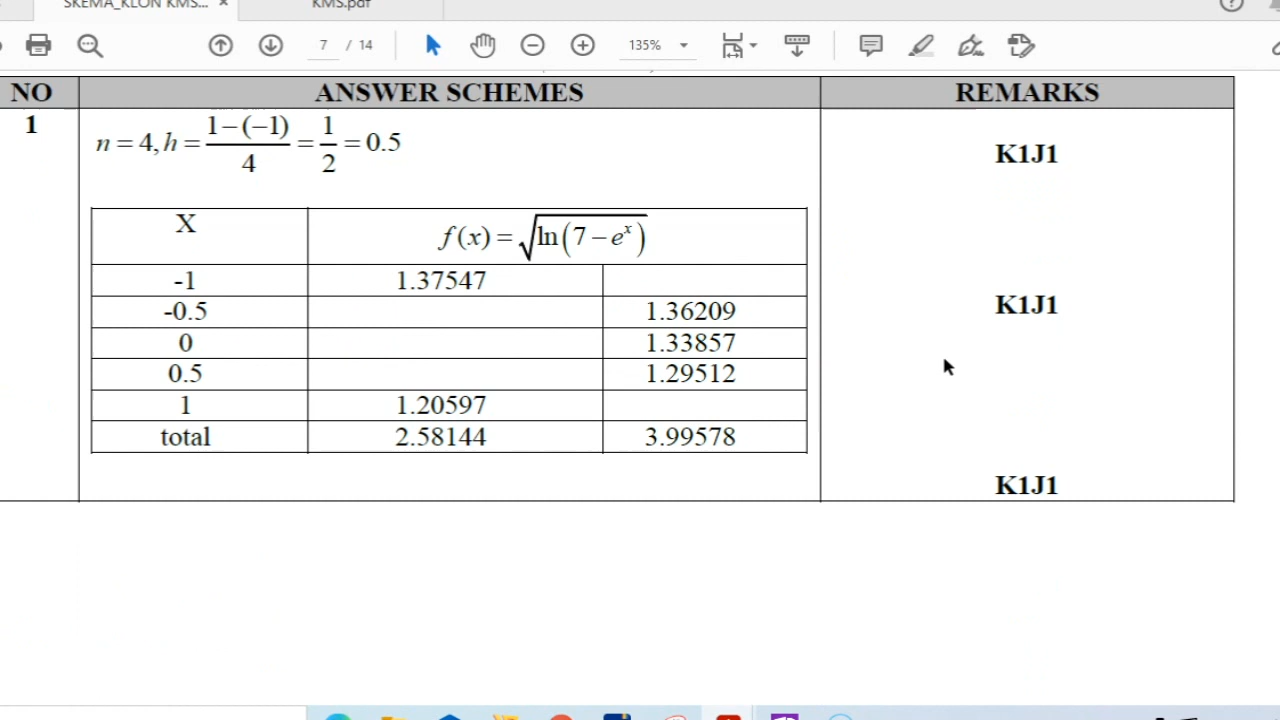 SKEMA_KLON KMS... ×
KMS.pdf
7 / 14
135%
NO ANSWER SCHEMES REMARKS
1
n = 4, h = 1−(−1)/4 = 1/2 = 0.5
K1J1
X f(x) = √ln(7 − e^x)
-1 1.37547
-0.5 1.36209
K1J1
0 1.33857
0.5 1.29512
1 1.20597
total 2.58144 3.99578
K1J1